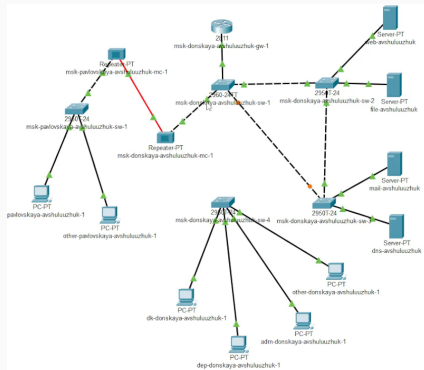 2811
msk-donskaya-avshuluuzhuk-gw-1
Server-PT
web-avshuluuzhuk
Repeater-PT
msk-pavlovskaya-avshuluuzhuk-mc-1
2950-24
msk-donskaya-avshuluuzhuk-sw-1
2950T-24
msk-donskaya-avshuluuzhuk-sw-2
Server-PT
file-avshuluuzhuk
2950T-24
msk-pavlovskaya-avshuluuzhuk-sw-1
Repeater-PT
msk-donskaya-avshuluuzhuk-mc-1
Server-PT
mail-avshuluuzhuk
PC-PT
pavlovskaya-avshuluuzhuk-1
PC-PT
other-pavlovskaya-avshuluuzhuk-1
msk-donskaya-avshuluuzhuk-sw-4
2950T-24
msk-donskaya-avshuluuzhuk-sw-3
Server-PT
dns-avshuluuzhuk
PC-PT
other-donskaya-avshuluuzhuk-1
PC-PT
dk-donskaya-avshuluuzhuk-1
PC-PT
adm-donskaya-avshuluuzhuk-1
PC-PT
dep-donskaya-avshuluuzhuk-1